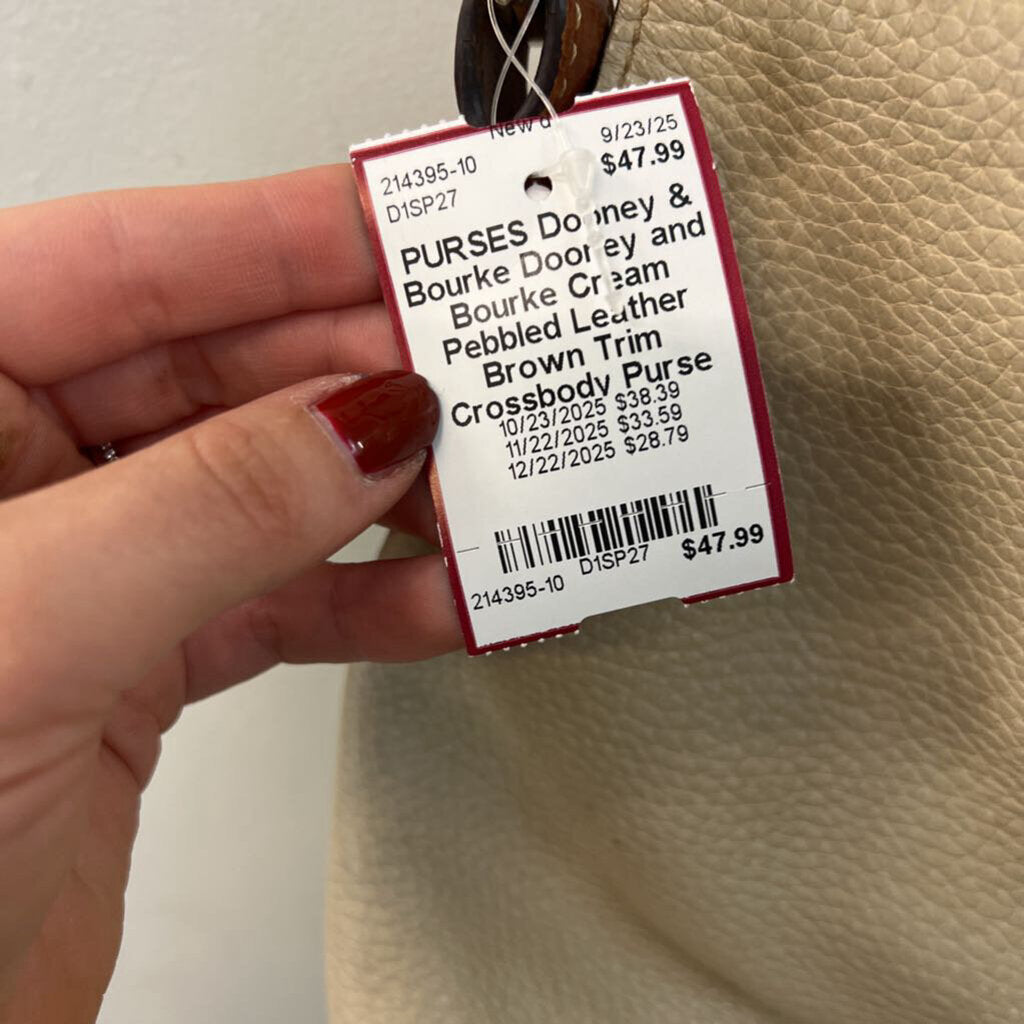 New
9/23/25
214395-10
$47.99
D1SP27
PURSES Dooney &
Bourke Dooney and
Bourke Cream
Pebbled Leather
Brown Trim
Crossbody Purse
10/23/2025 $38.39
11/22/2025 $33.59
12/22/2025 $28.79
214395-10 D1SP27 $47.99